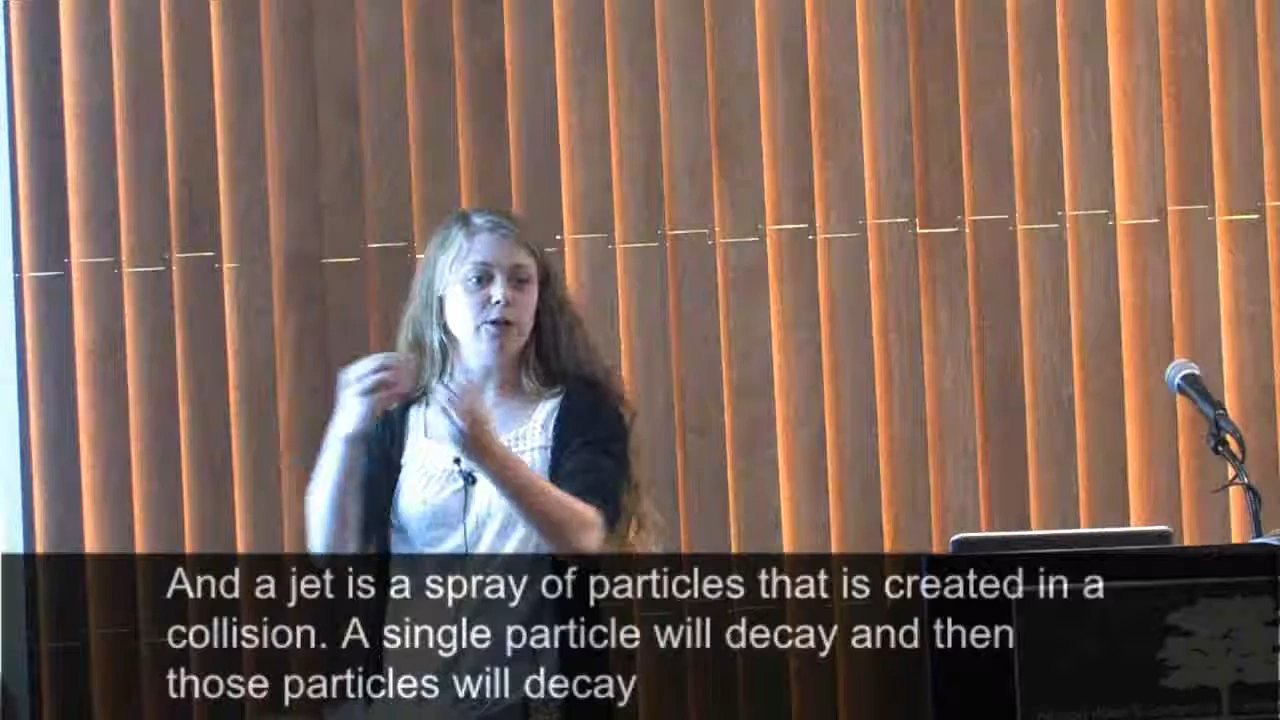 And a jet is a spray of particles that is created in a
collision. A single particle will decay and then
those particles will decay